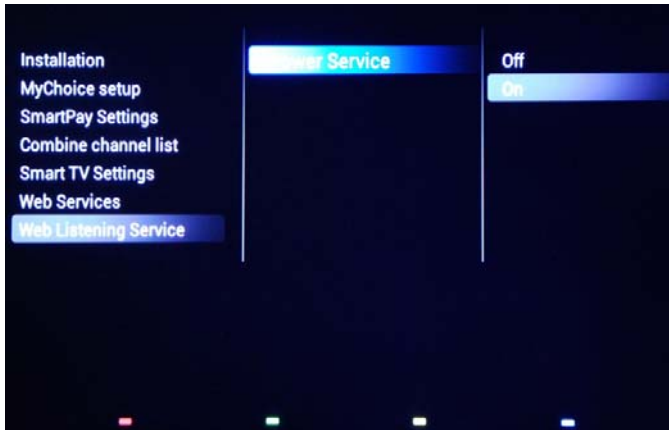 Installation
MyChoice setup
SmartPay Settings
Combine channel list
Smart TV Settings
Web Services
Web Listening Service
Power Service
Off
On